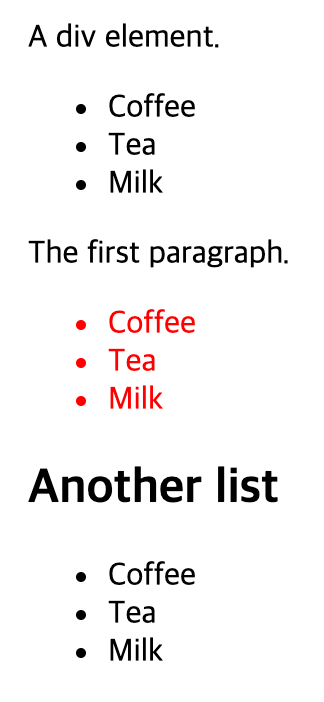 A div element.
• Coffee
• Tea
• Milk
The first paragraph.
• Coffee
• Tea
• Milk
Another list
• Coffee
• Tea
• Milk